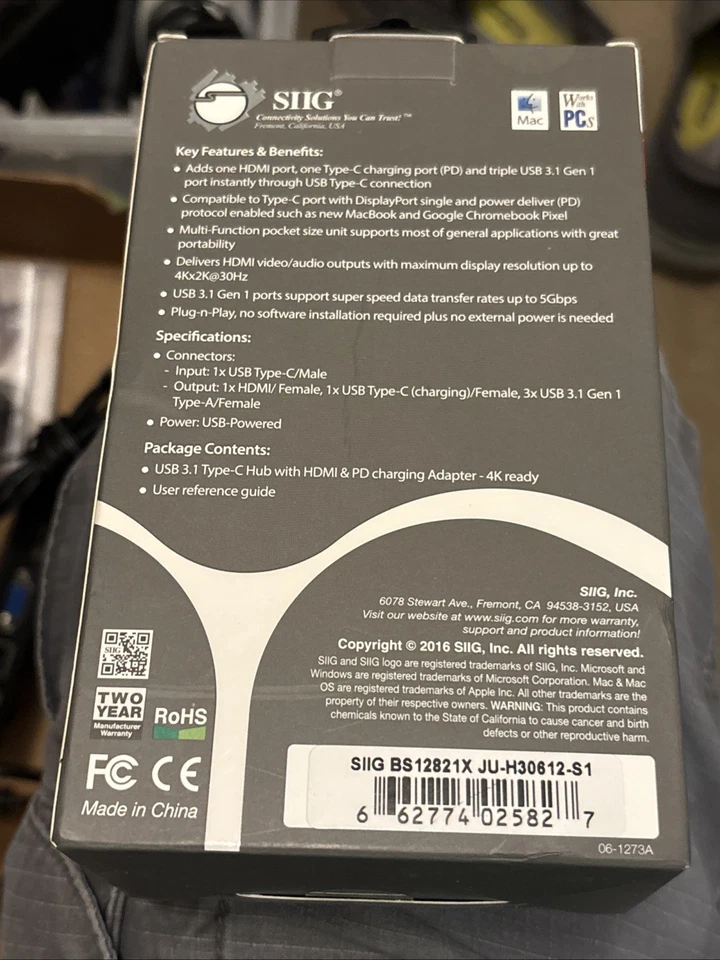 SIIG®
Connectivity Solutions You Can Trust! ™
Fremont, California, USA
Mac
Works
with
PCs
Key Features & Benefits:
• Adds one HDMI port, one Type-C charging port (PD) and triple USB 3.1 Gen 1
port instantly through USB Type-C connection
• Compatible to Type-C port with DisplayPort single and power deliver (PD)
protocol enabled such as new MacBook and Google Chromebook Pixel
• Multi-Function pocket size unit supports most of general applications with great
portability
• Delivers HDMI video/audio outputs with maximum display resolution up to
4Kx2K@30Hz
• USB 3.1 Gen 1 ports support super speed data transfer rates up to 5Gbps
• Plug-n-Play, no software installation required plus no external power is needed
Specifications:
• Connectors:
- Input: 1x USB Type-C/Male
- Output: 1x HDMI/ Female, 1x USB Type-C (charging)/Female, 3x USB 3.1 Gen 1
Type-A/Female
• Power: USB-Powered
Package Contents:
• USB 3.1 Type-C Hub with HDMI & PD charging Adapter - 4K ready
• User reference guide
SIIG, Inc.
6078 Stewart Ave., Fremont, CA 94538-3152, USA
Visit our website at www.siig.com for more warranty,
support and product information!
Copyright © 2016 SIIG, Inc. All rights reserved.
SIIG and SIIG logo are registered trademarks of SIIG, Inc. Microsoft and
Windows are registered trademarks of Microsoft Corporation. Mac & Mac
OS are registered trademarks of Apple Inc. All other trademarks are the
property of their respective owners. WARNING: This product contains
chemicals known to the State of California to cause cancer and birth
defects or other reproductive harm.
SIIG
TWO
YEAR
Manufacturer
Warranty
RoHS
FC CE
Made in China
SIIG BS12821X JU-H30612-S1
6 62774 02582 7
06-1273A